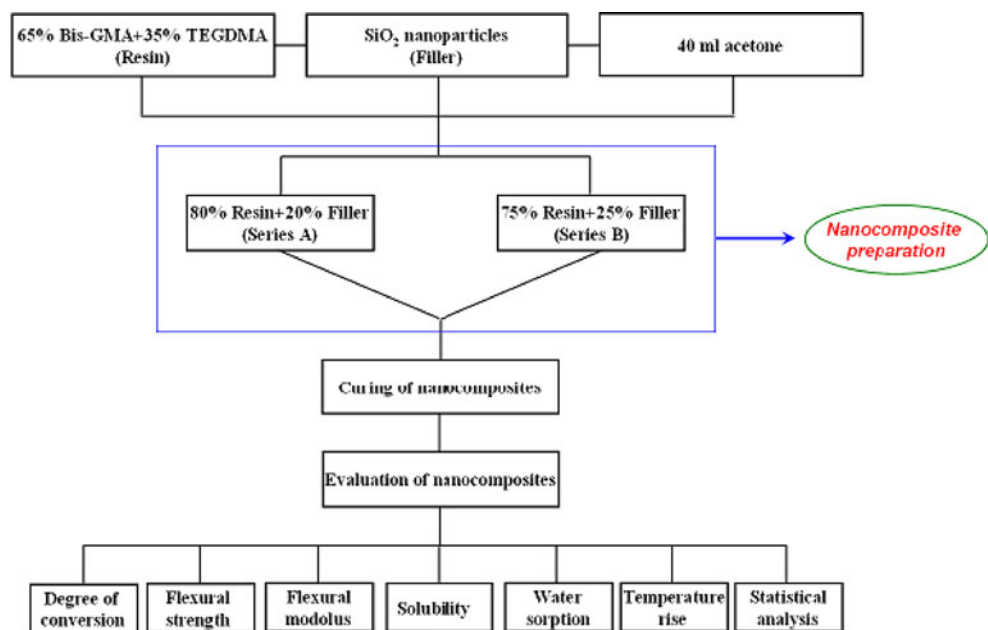 65% Bis-GMA+35% TEGDMA
(Resin)
SiO₂ nanoparticles
(Filler)
40 ml acetone
80% Resin+20% Filler
(Series A)
75% Resin+25% Filler
(Series B)
Nanocomposite
preparation
Curing of nanocomposites
Evaluation of nanocomposites
Degree of
conversion
Flexural
strength
Flexural
modolus
Solubility
Water
sorption
Temperature
rise
Statistical
analysis